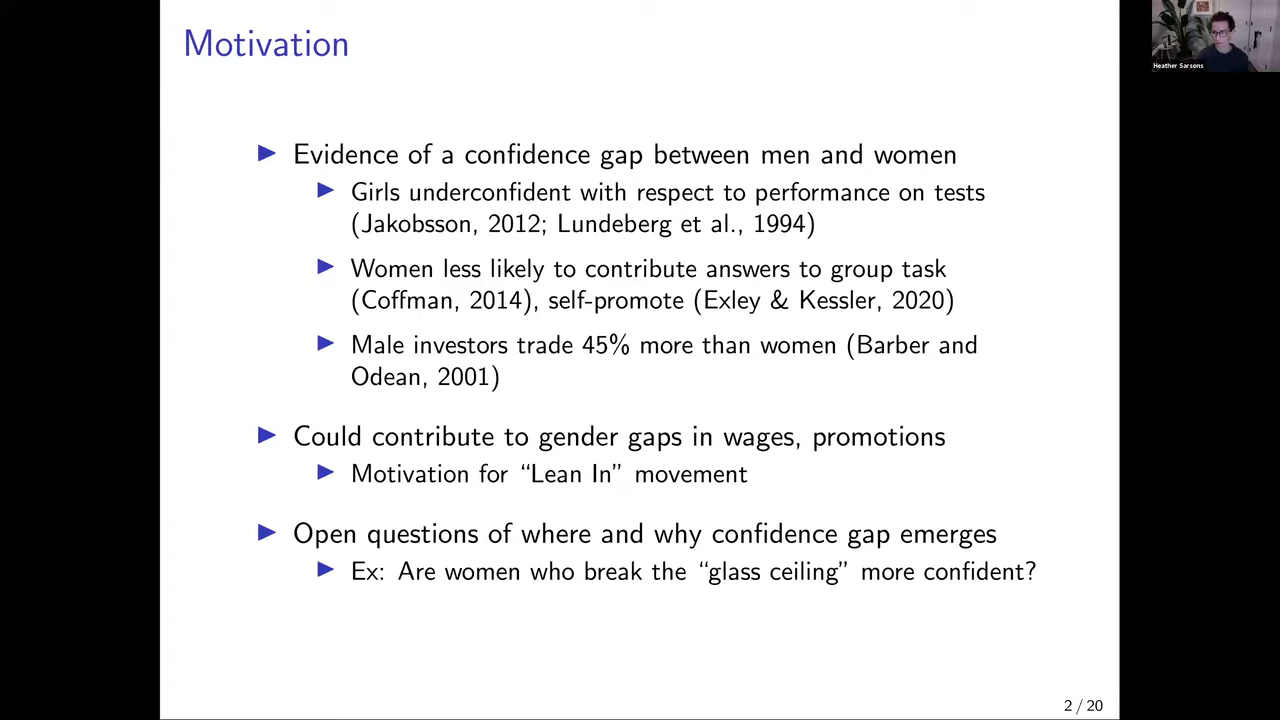 Motivation
Heather Sarsons
▶ Evidence of a confidence gap between men and women
▶ Girls underconfident with respect to performance on tests
(Jakobsson, 2012; Lundeberg et al., 1994)
▶ Women less likely to contribute answers to group task
(Coffman, 2014), self-promote (Exley & Kessler, 2020)
▶ Male investors trade 45% more than women (Barber and
Odean, 2001)
▶ Could contribute to gender gaps in wages, promotions
▶ Motivation for “Lean In” movement
▶ Open questions of where and why confidence gap emerges
▶ Ex: Are women who break the “glass ceiling” more confident?
2 / 20